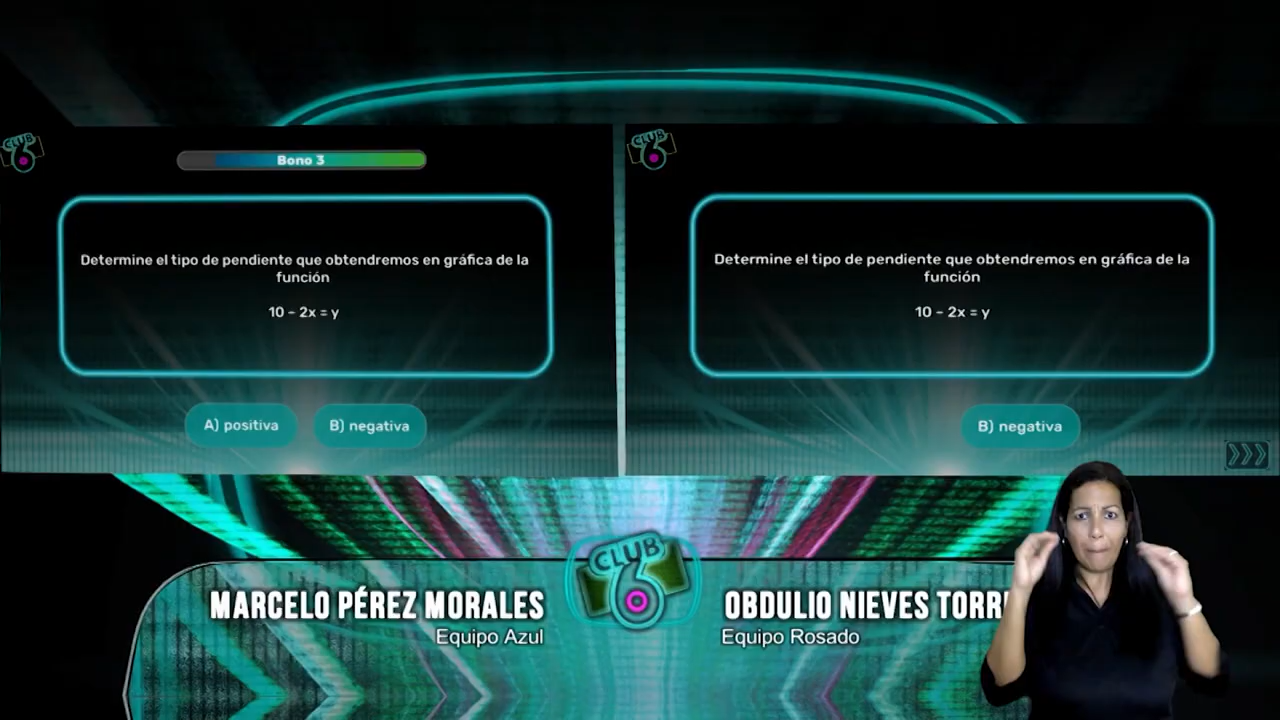 CLUB
6
Bono 3
Determine el tipo de pendiente que obtendremos en gráfica de la
función
10 - 2x = y
A) positiva
B) negativa
CLUB
6
Determine el tipo de pendiente que obtendremos en gráfica de la
función
10 - 2x = y
B) negativa
CLUB
6
MARCELO PÉREZ MORALES
Equipo Azul
OBDULIO NIEVES
Equipo Rosado